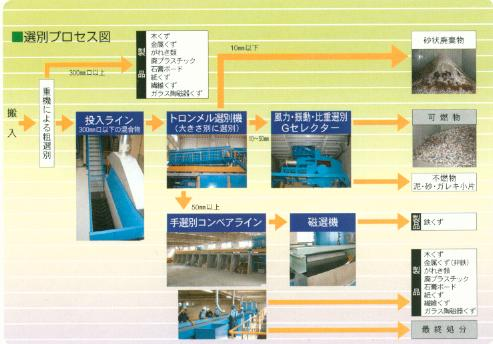 ■選別プロセス図
搬入
重機による粗選別
300mm口以上
製品
木くず
金属くず
がれき類
廃プラスチック
石膏ボード
紙くず
繊維くず
ガラス陶磁器くず
投入ライン
300mm口以下の混合物
トロンメル選別機
(大きさ別に選別)
10mm以下
砂状廃棄物
10〜50mm
風力・振動・比重選別
Gセレクター
可燃物
不燃物
泥・砂・ガレキ小片
50mm以上
手選別コンベアライン
磁選機
製品
鉄くず
製品
木くず
金属くず(非鉄)
がれき類
廃プラスチック
石膏ボード
紙くず
繊維くず
ガラス陶磁器くず
最終処分